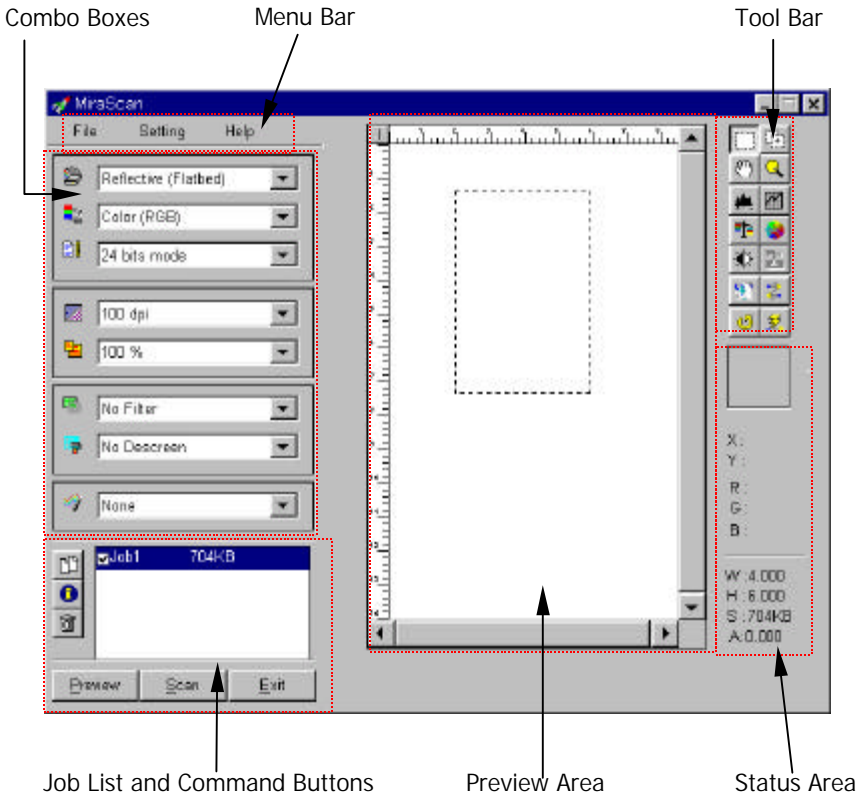 Combo Boxes
Menu Bar
Tool Bar
MiraScan
File Setting Help
Reflective (Flatbed)
Color (RGB)
24 bits mode
100 dpi
100 %
No Filter
No Descreen
None
Job1 704KB
Preview Scan Exit
X :
Y :
R :
G :
B :
W :4.000
H :6.000
S :704KB
A:0.000
Job List and Command Buttons
Preview Area
Status Area